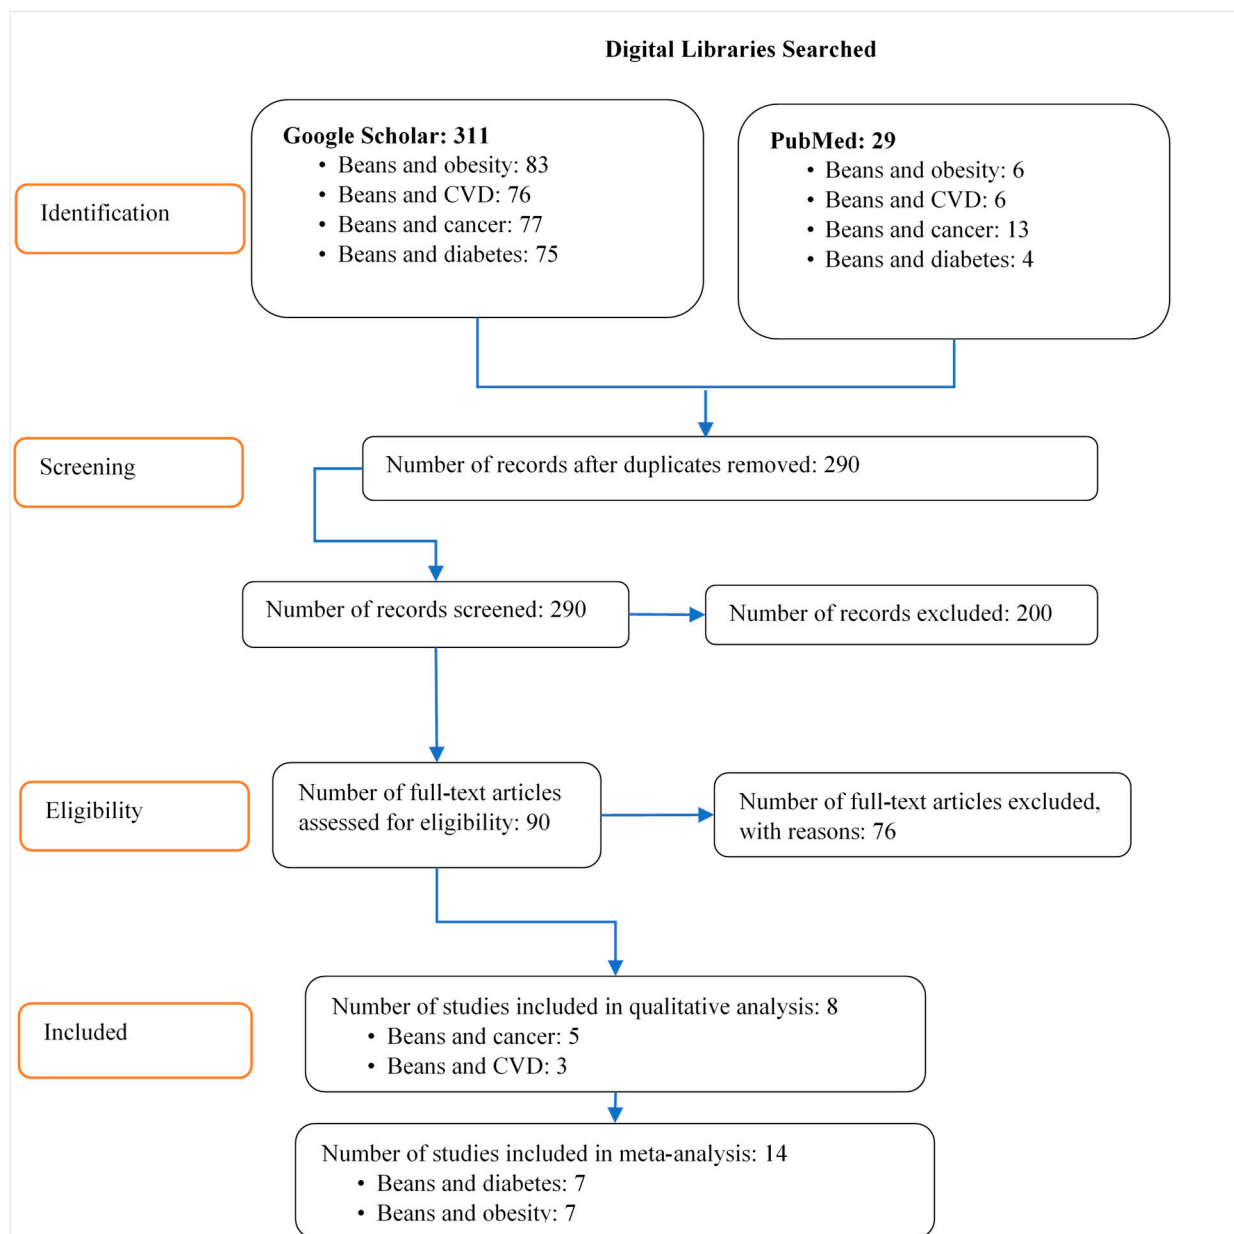 Digital Libraries Searched
Google Scholar: 311
• Beans and obesity: 83
• Beans and CVD: 76
• Beans and cancer: 77
• Beans and diabetes: 75
PubMed: 29
• Beans and obesity: 6
• Beans and CVD: 6
• Beans and cancer: 13
• Beans and diabetes: 4
Identification
Screening
Number of records after duplicates removed: 290
Number of records screened: 290
Number of records excluded: 200
Eligibility
Number of full-text articles
assessed for eligibility: 90
Number of full-text articles excluded,
with reasons: 76
Included
Number of studies included in qualitative analysis: 8
• Beans and cancer: 5
• Beans and CVD: 3
Number of studies included in meta-analysis: 14
• Beans and diabetes: 7
• Beans and obesity: 7